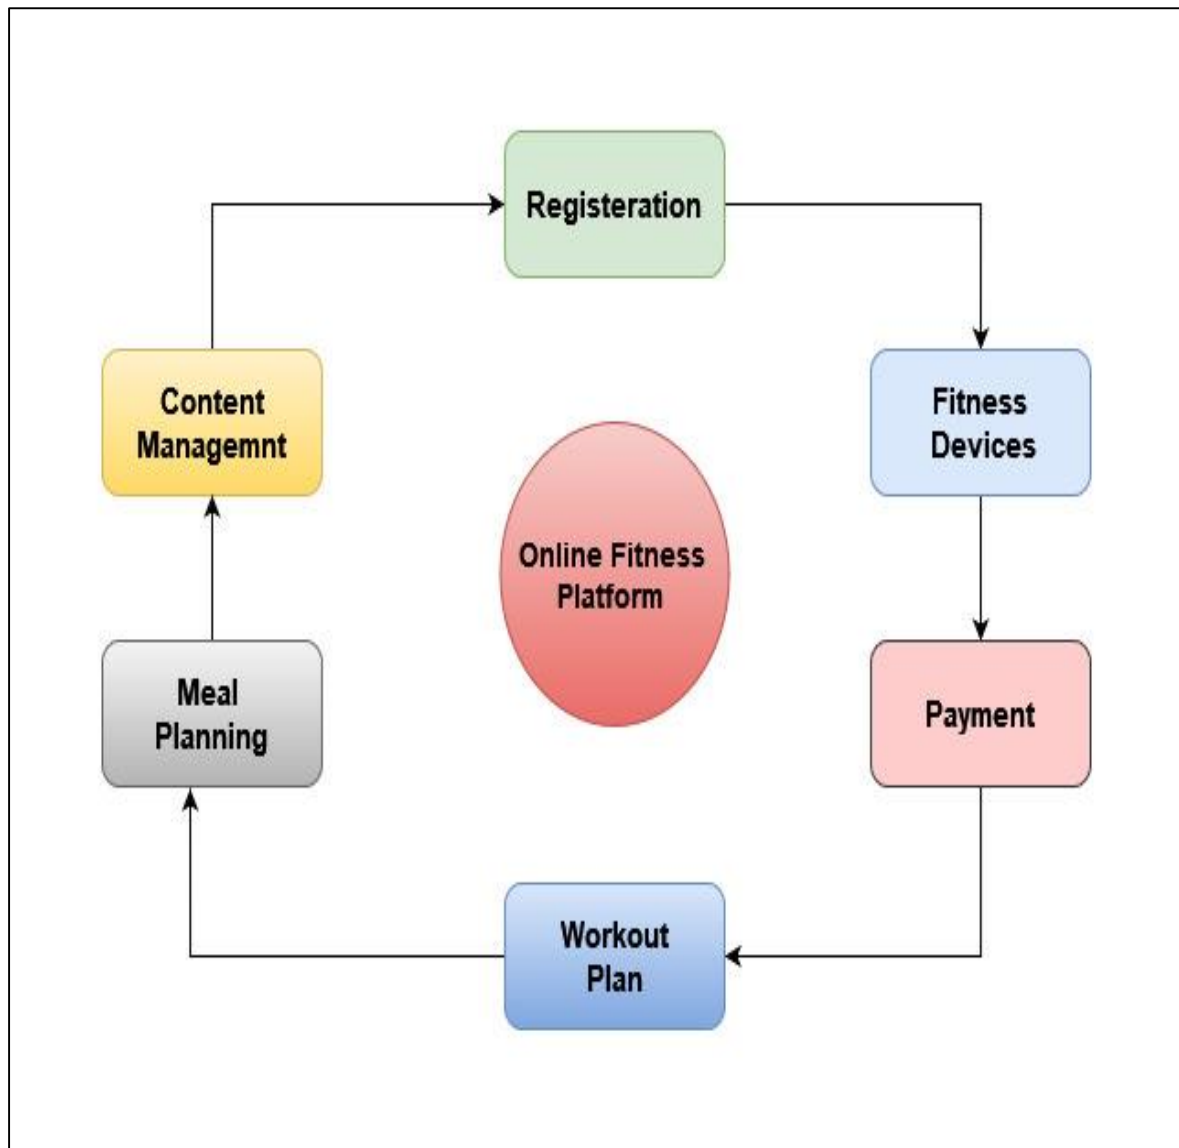 Registeration
Fitness
Devices
Payment
Workout
Plan
Meal
Planning
Content
Managemnt
Online Fitness
Platform